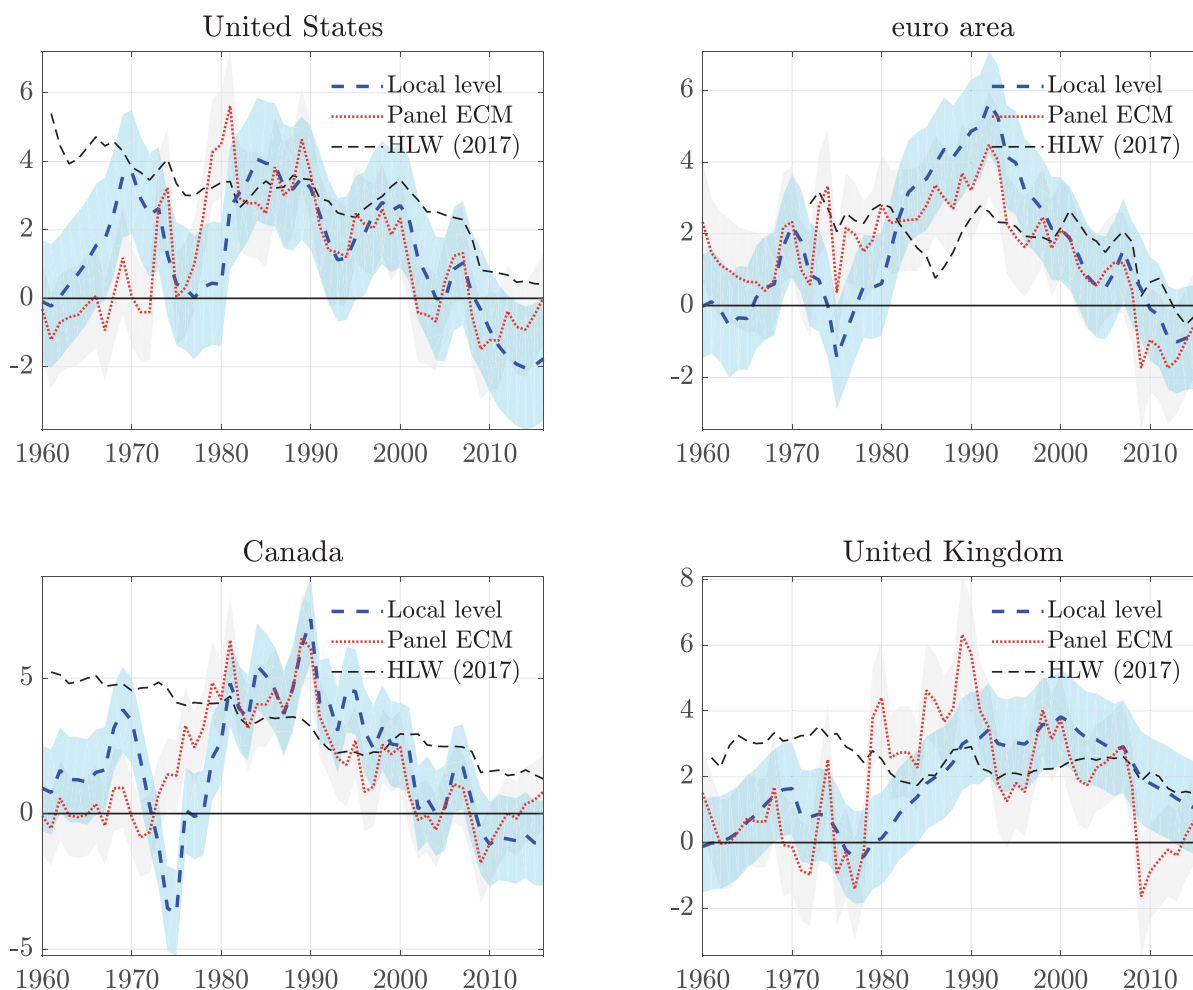 United States
6
4
2
0
-2
1960 1970 1980 1990 2000 2010
Local level
Panel ECM
HLW (2017)
euro area
6
4
2
0
-2
1960 1970 1980 1990 2000 2010
Local level
Panel ECM
HLW (2017)
Canada
5
0
-5
1960 1970 1980 1990 2000 2010
Local level
Panel ECM
HLW (2017)
United Kingdom
8
6
4
2
0
-2
1960 1970 1980 1990 2000 2010
Local level
Panel ECM
HLW (2017)